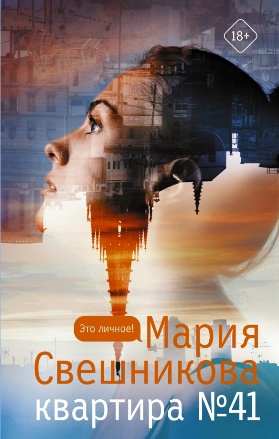 18+
Это личное!
Мария
Свешникова
квартира №41